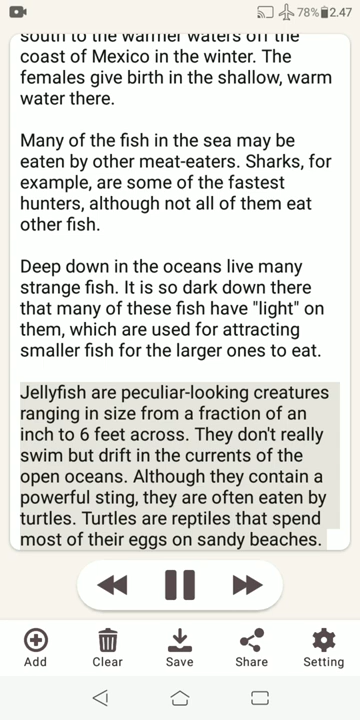 78% 2.47
south to the warmer waters off the
coast of Mexico in the winter. The
females give birth in the shallow, warm
water there.
Many of the fish in the sea may be
eaten by other meat-eaters. Sharks, for
example, are some of the fastest
hunters, although not all of them eat
other fish.
Deep down in the oceans live many
strange fish. It is so dark down there
that many of these fish have "light" on
them, which are used for attracting
smaller fish for the larger ones to eat.
Jellyfish are peculiar-looking creatures
ranging in size from a fraction of an
inch to 6 feet across. They don't really
swim but drift in the currents of the
open oceans. Although they contain a
powerful sting, they are often eaten by
turtles. Turtles are reptiles that spend
most of their eggs on sandy beaches.
Add Clear Save Share Setting